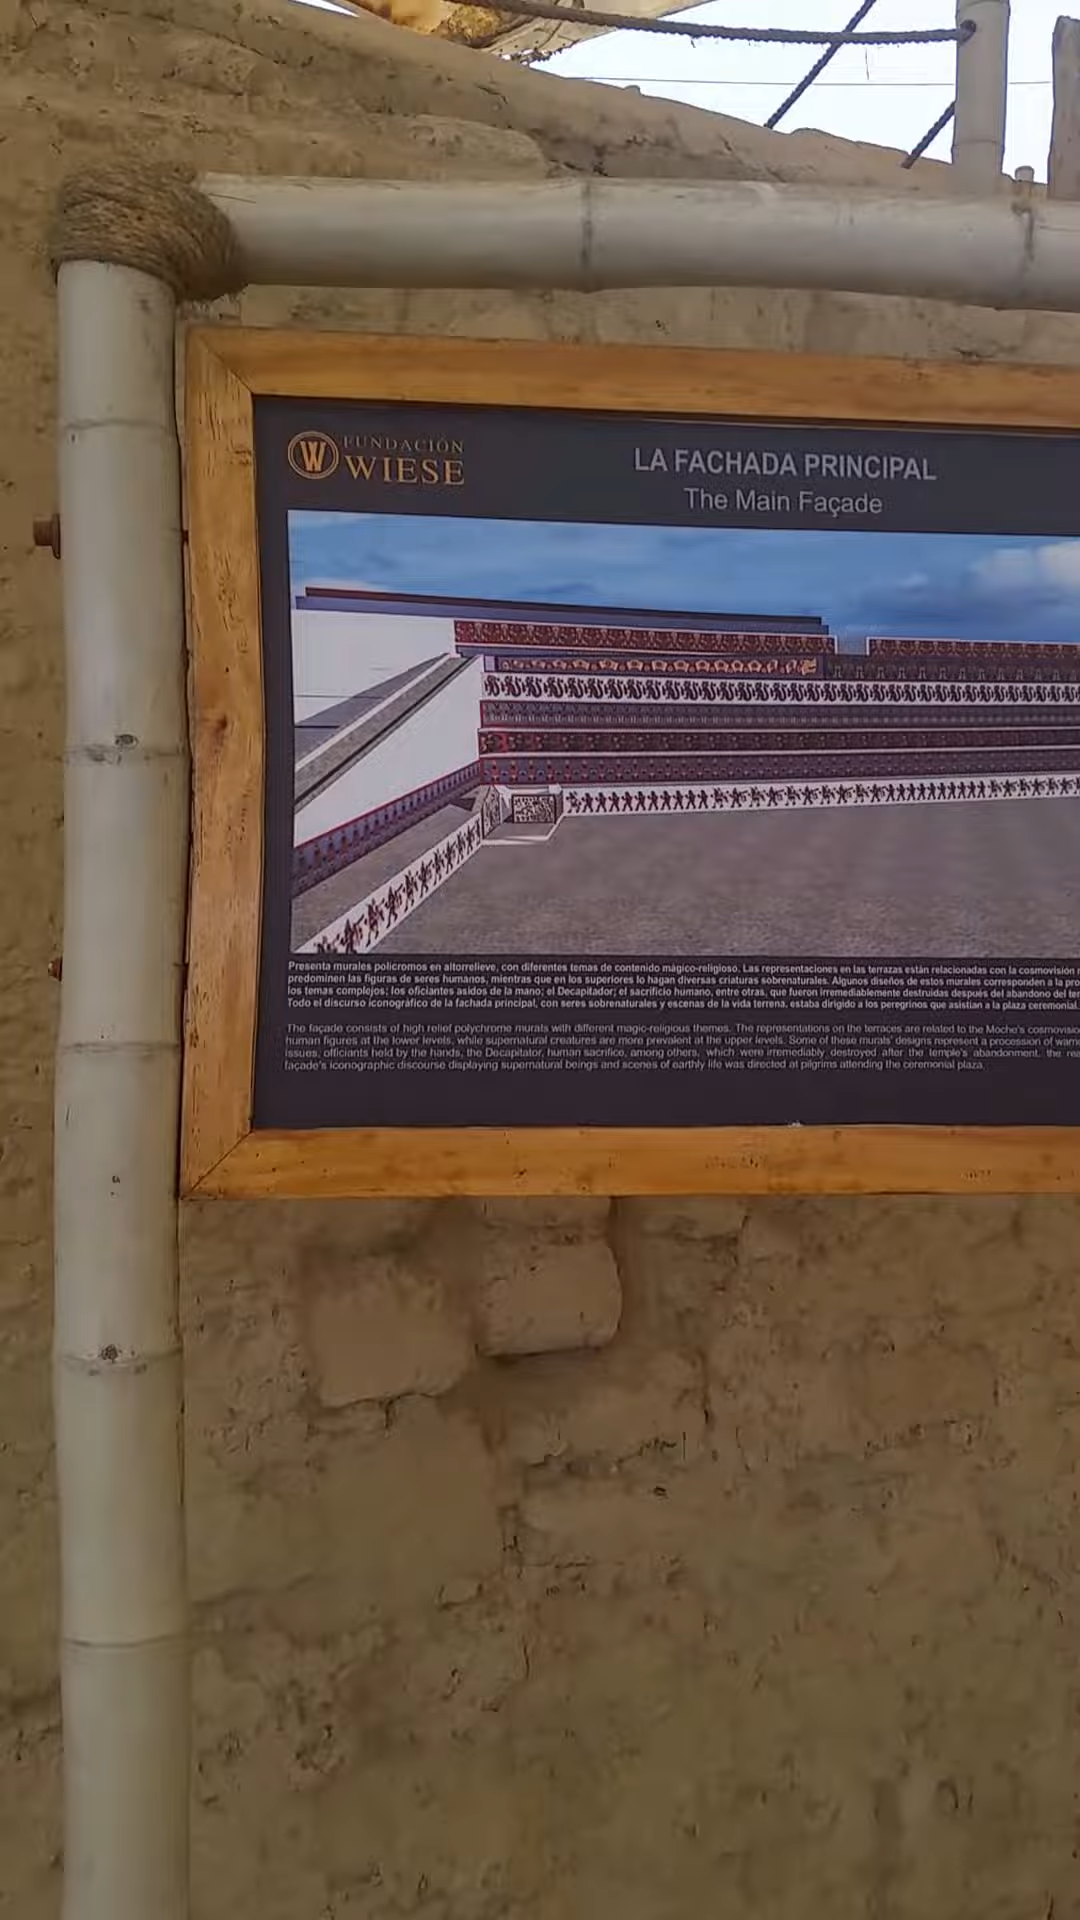 FUNDACIÓN
WIESE
LA FACHADA PRINCIPAL
The Main Façade
Presenta murales policromos en altorrelieve, con diferentes temas de contenido mágico-religioso. Las representaciones en las terrazas están relacionadas con la cosmovisión
predominen las figuras de seres humanos, mientras que en los superiores lo hagan diversas criaturas sobrenaturales. Algunos diseños de estos murales corresponden a la
los temas complejos; los oficiantes asidos de la mano; el Decapitador; el sacrificio humano, entre otras, que fueron irremediablemente destruidas después del abandono del
Todo el discurso iconográfico de la fachada principal, con seres sobrenaturales y escenas de la vida terrena, estaba dirigido a los peregrinos que asistían a la plaza ceremonial.
The façade consists of high relief polychrome murals with different magic-religious themes. The representations on the terraces are related to the Moche's
human figures at the lower levels, while supernatural creatures are more prevalent at the upper levels. Some of these murals' designs represent a procession of
issues, officiants held by the hands, the Decapitator, human sacrifice, among others, which were irremediably destroyed after the temple's abandonment, the
façade's iconographic discourse displaying supernatural beings and scenes of earthly life was directed at pilgrims attending the ceremonial plaza.